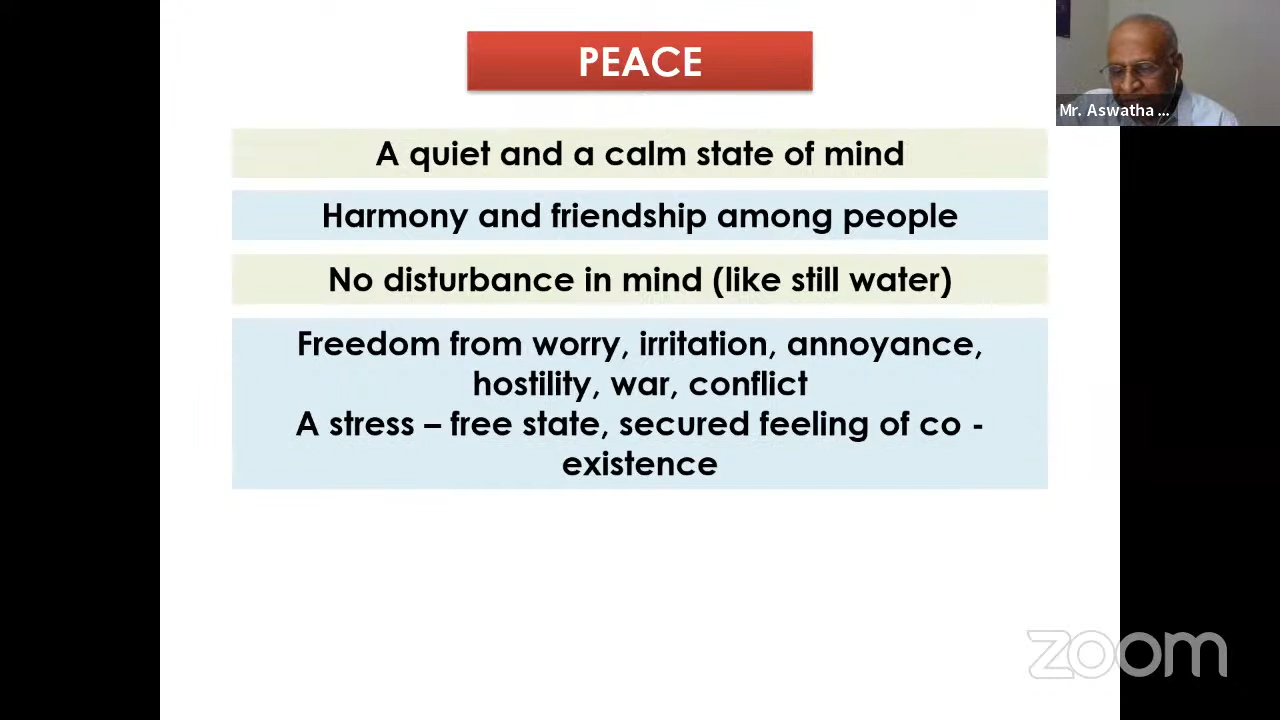 PEACE
Mr. Aswatha ...
A quiet and a calm state of mind
Harmony and friendship among people
No disturbance in mind (like still water)
Freedom from worry, irritation, annoyance,
hostility, war, conflict
A stress – free state, secured feeling of co -
existence
zoom